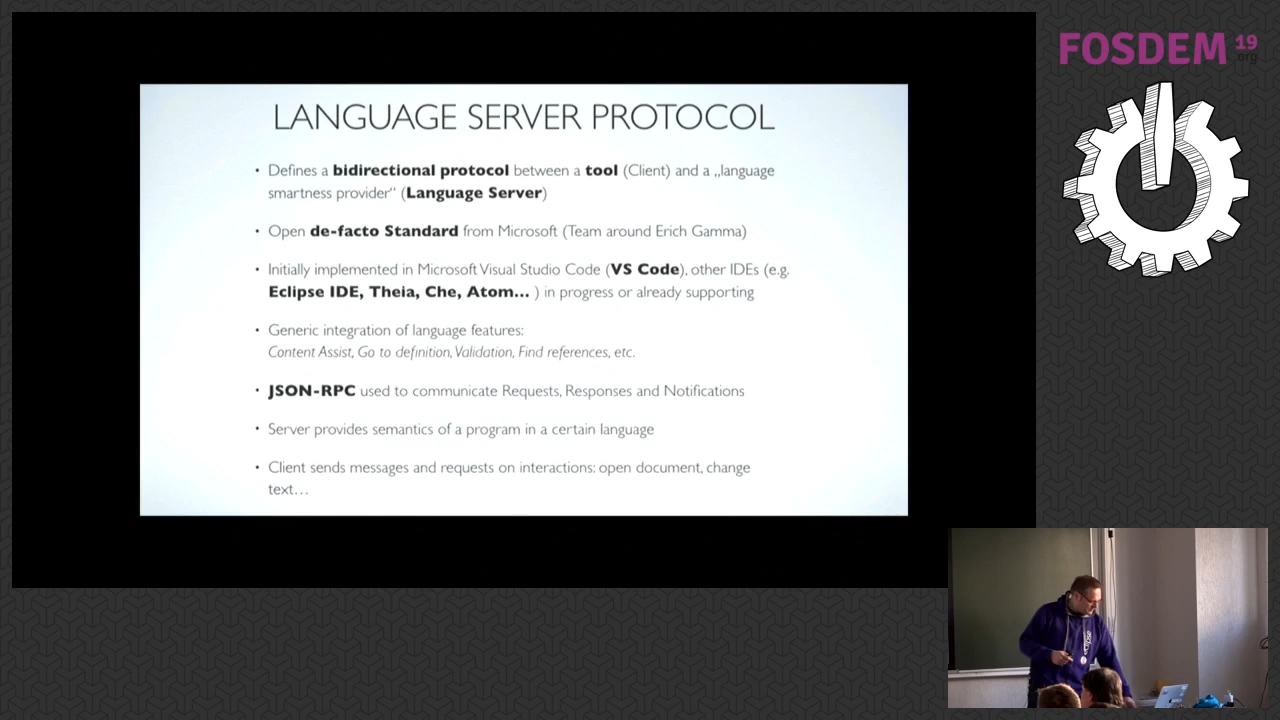 FOSDEM 19
.org
LANGUAGE SERVER PROTOCOL
• Defines a bidirectional protocol between a tool (Client) and a „language
smartness provider“ (Language Server)
• Open de-facto Standard from Microsoft (Team around Erich Gamma)
• Initially implemented in Microsoft Visual Studio Code (VS Code), other IDEs (e.g.
Eclipse IDE, Theia, Che, Atom... ) in progress or already supporting
• Generic integration of language features:
Content Assist, Go to definition, Validation, Find references, etc.
• JSON-RPC used to communicate Requests, Responses and Notifications
• Server provides semantics of a program in a certain language
• Client sends messages and requests on interactions: open document, change
text…
eclipse